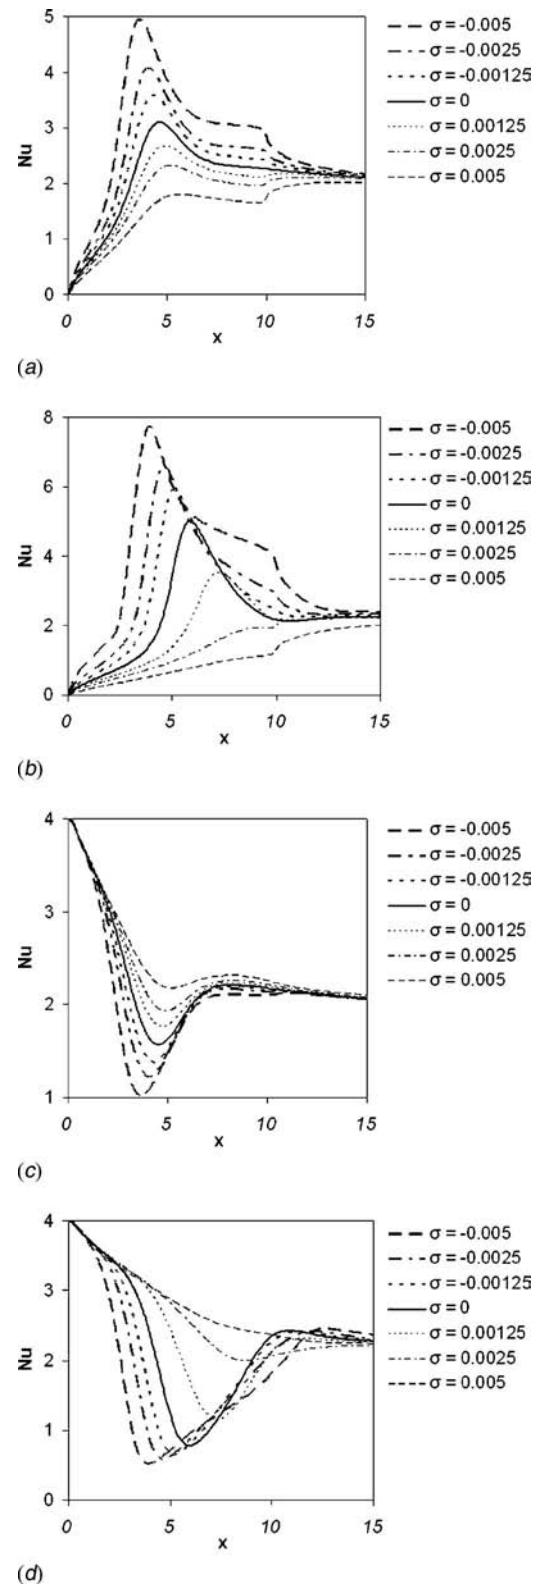 5
4
3
2
1
0
Nu
0 5 10 15
x
σ = -0.005
σ = -0.0025
σ = -0.00125
σ = 0
σ = 0.00125
σ = 0.0025
σ = 0.005
(a)
8
6
4
2
0
Nu
0 5 10 15
x
σ = -0.005
σ = -0.0025
σ = -0.00125
σ = 0
σ = 0.00125
σ = 0.0025
σ = 0.005
(b)
4
3
2
1
Nu
0 5 10 15
x
σ = -0.005
σ = -0.0025
σ = -0.00125
σ = 0
σ = 0.00125
σ = 0.0025
σ = 0.005
(c)
4
3
2
1
0
Nu
0 5 10 15
x
σ = -0.005
σ = -0.0025
σ = -0.00125
σ = 0
σ = 0.00125
σ = 0.0025
σ = 0.005
(d)